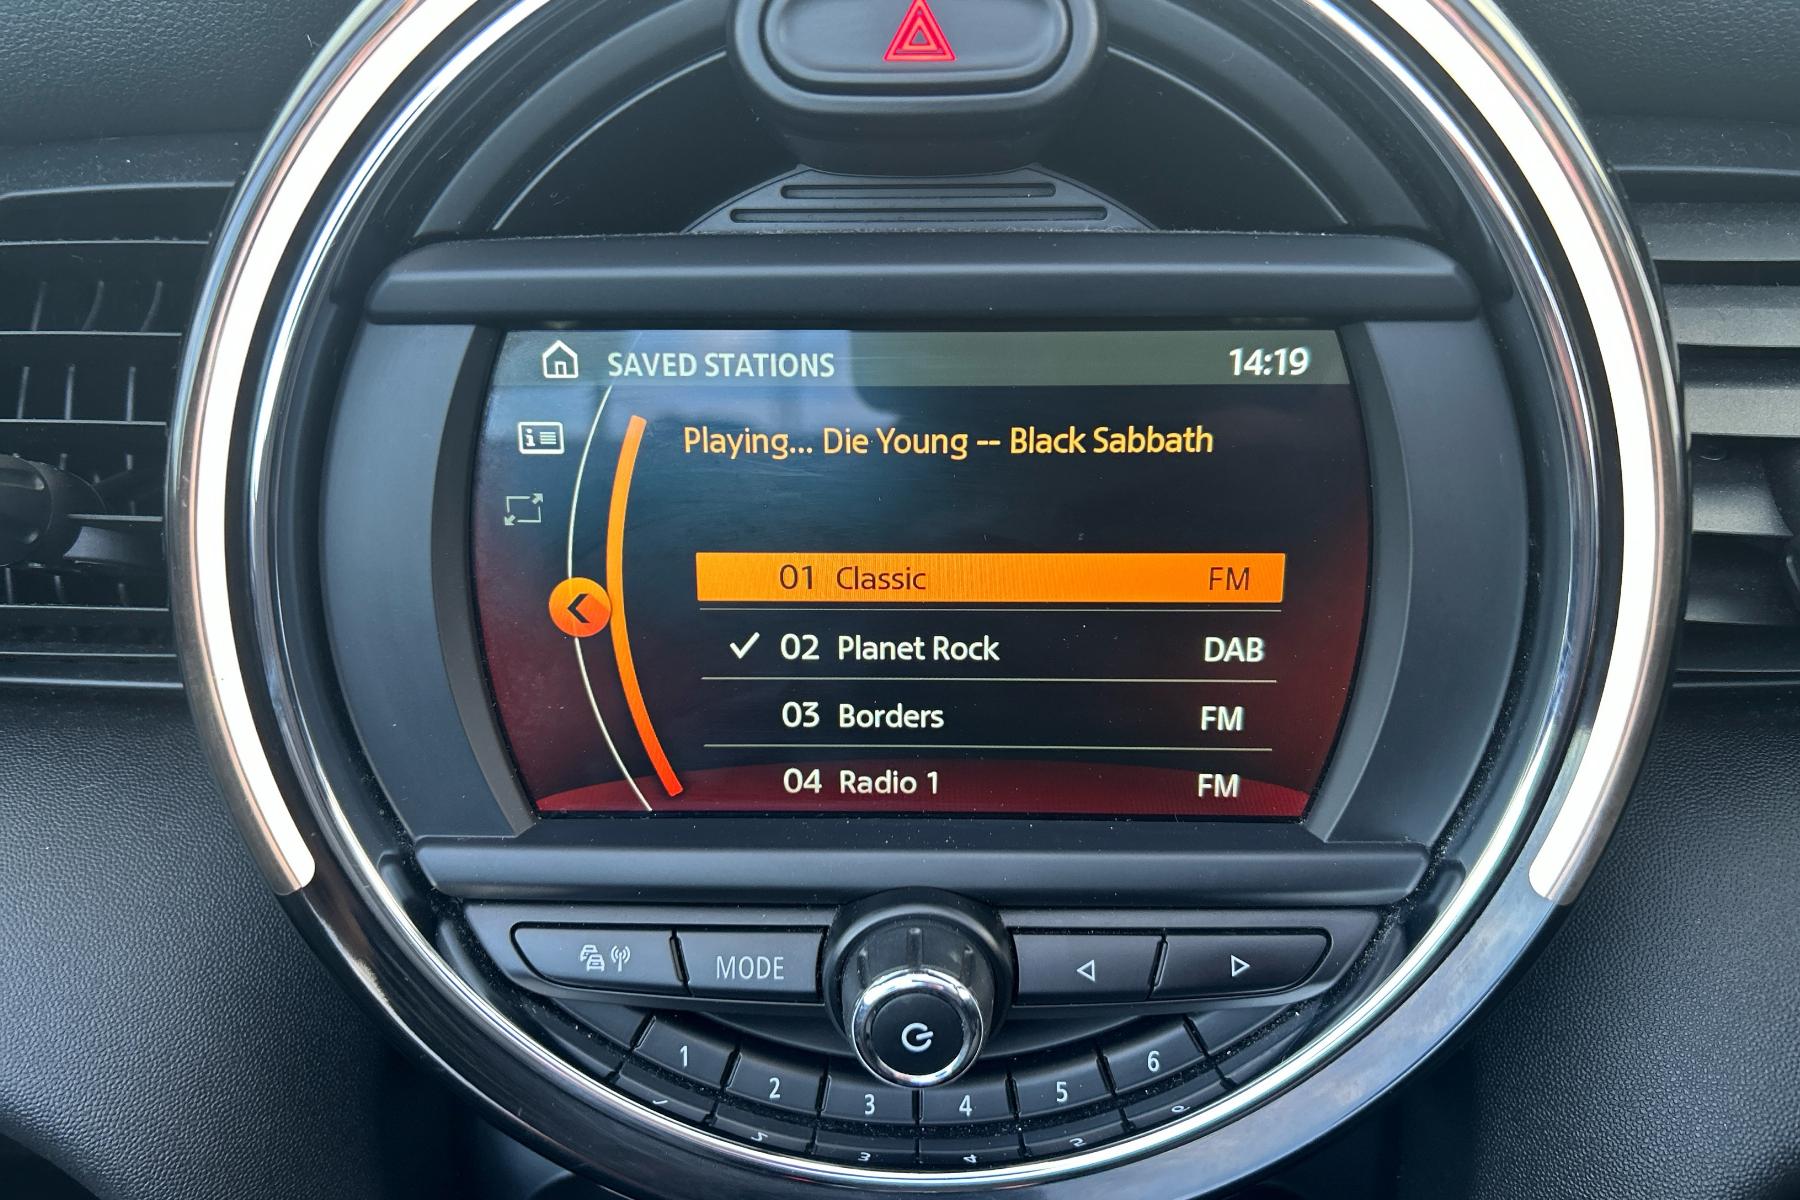 SAVED STATIONS 14:19
Playing... Die Young -- Black Sabbath
01 Classic FM
02 Planet Rock DAB
03 Borders FM
04 Radio 1 FM
MODE
1 2 3 4 5 6